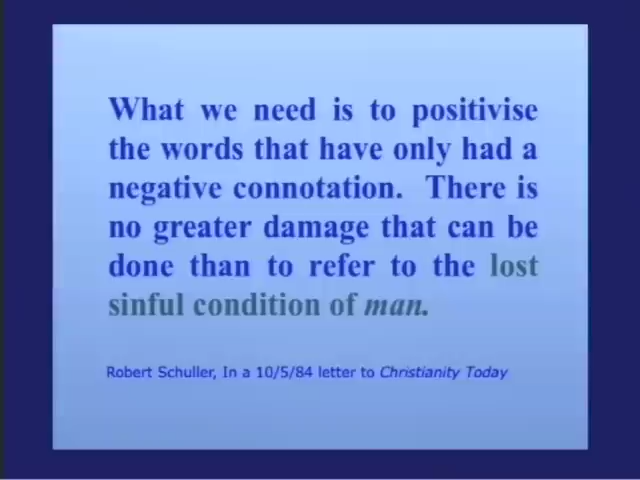 What we need is to positivise
the words that have only had a
negative connotation. There is
no greater damage that can be
done than to refer to the lost
sinful condition of man.
Robert Schuller, In a 10/5/84 letter to Christianity Today